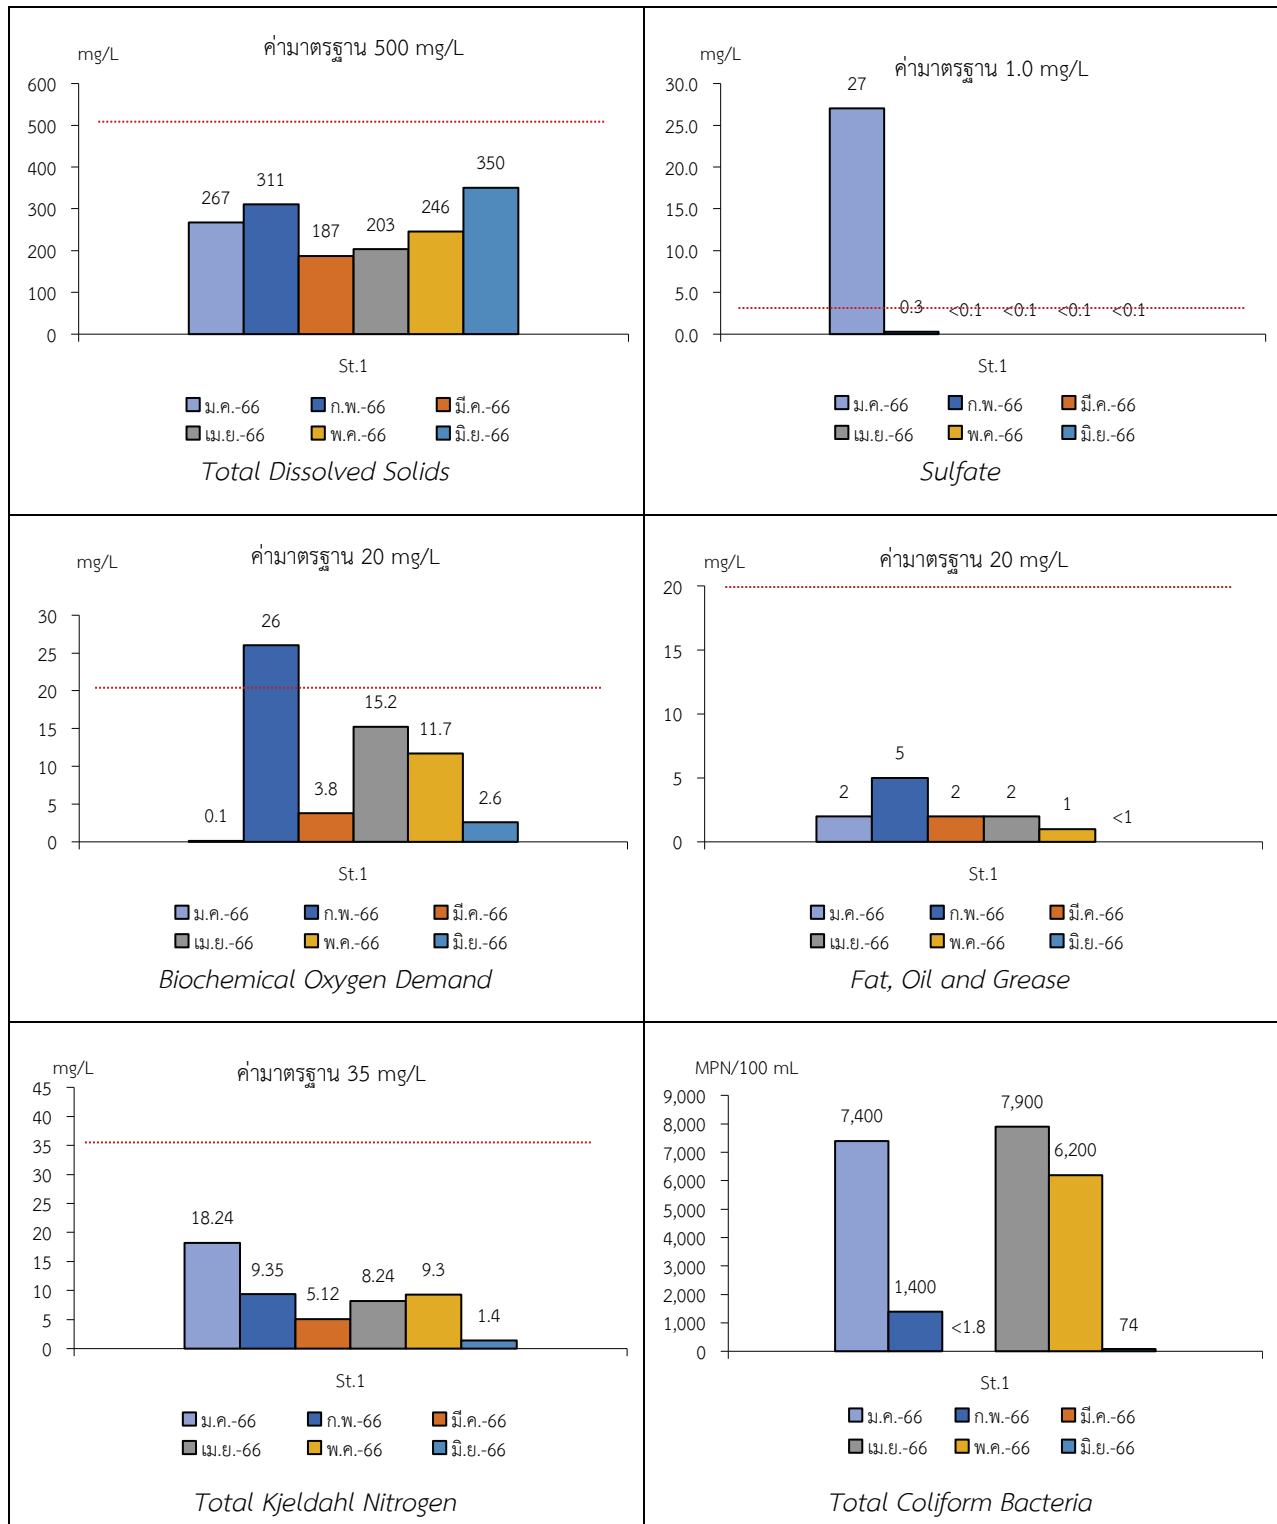 ค่ามาตรฐาน 500 mg/L
mg/L
600
500
400
300
200
100
0
267
311
187
203
246
350
St.1
ม.ค.-66
ก.พ.-66
มี.ค.-66
เม.ย.-66
พ.ค.-66
มิ.ย.-66
Total Dissolved Solids
mg/L
ค่ามาตรฐาน 1.0 mg/L
30.0
25.0
20.0
15.0
10.0
5.0
0.0
27
0.3
<0.1
<0.1
<0.1
<0.1
St.1
ม.ค.-66
ก.พ.-66
มี.ค.-66
เม.ย.-66
พ.ค.-66
มิ.ย.-66
Sulfate
ค่ามาตรฐาน 20 mg/L
mg/L
30
25
20
15
10
5
0
0.1
26
3.8
15.2
11.7
2.6
St.1
ม.ค.-66
ก.พ.-66
มี.ค.-66
เม.ย.-66
พ.ค.-66
มิ.ย.-66
Biochemical Oxygen Demand
mg/L
ค่ามาตรฐาน 20 mg/L
20
15
10
5
0
2
5
2
2
1
<1
St.1
ม.ค.-66
ก.พ.-66
มี.ค.-66
เม.ย.-66
พ.ค.-66
มิ.ย.-66
Fat, Oil and Grease
mg/L
ค่ามาตรฐาน 35 mg/L
45
40
35
30
25
20
15
10
5
0
18.24
9.35
5.12
8.24
9.3
1.4
St.1
ม.ค.-66
ก.พ.-66
มี.ค.-66
เม.ย.-66
พ.ค.-66
มิ.ย.-66
Total Kjeldahl Nitrogen
MPN/100 mL
9,000
8,000
7,000
6,000
5,000
4,000
3,000
2,000
1,000
0
7,400
1,400
<1.8
7,900
6,200
74
St.1
ม.ค.-66
ก.พ.-66
มี.ค.-66
เม.ย.-66
พ.ค.-66
มิ.ย.-66
Total Coliform Bacteria